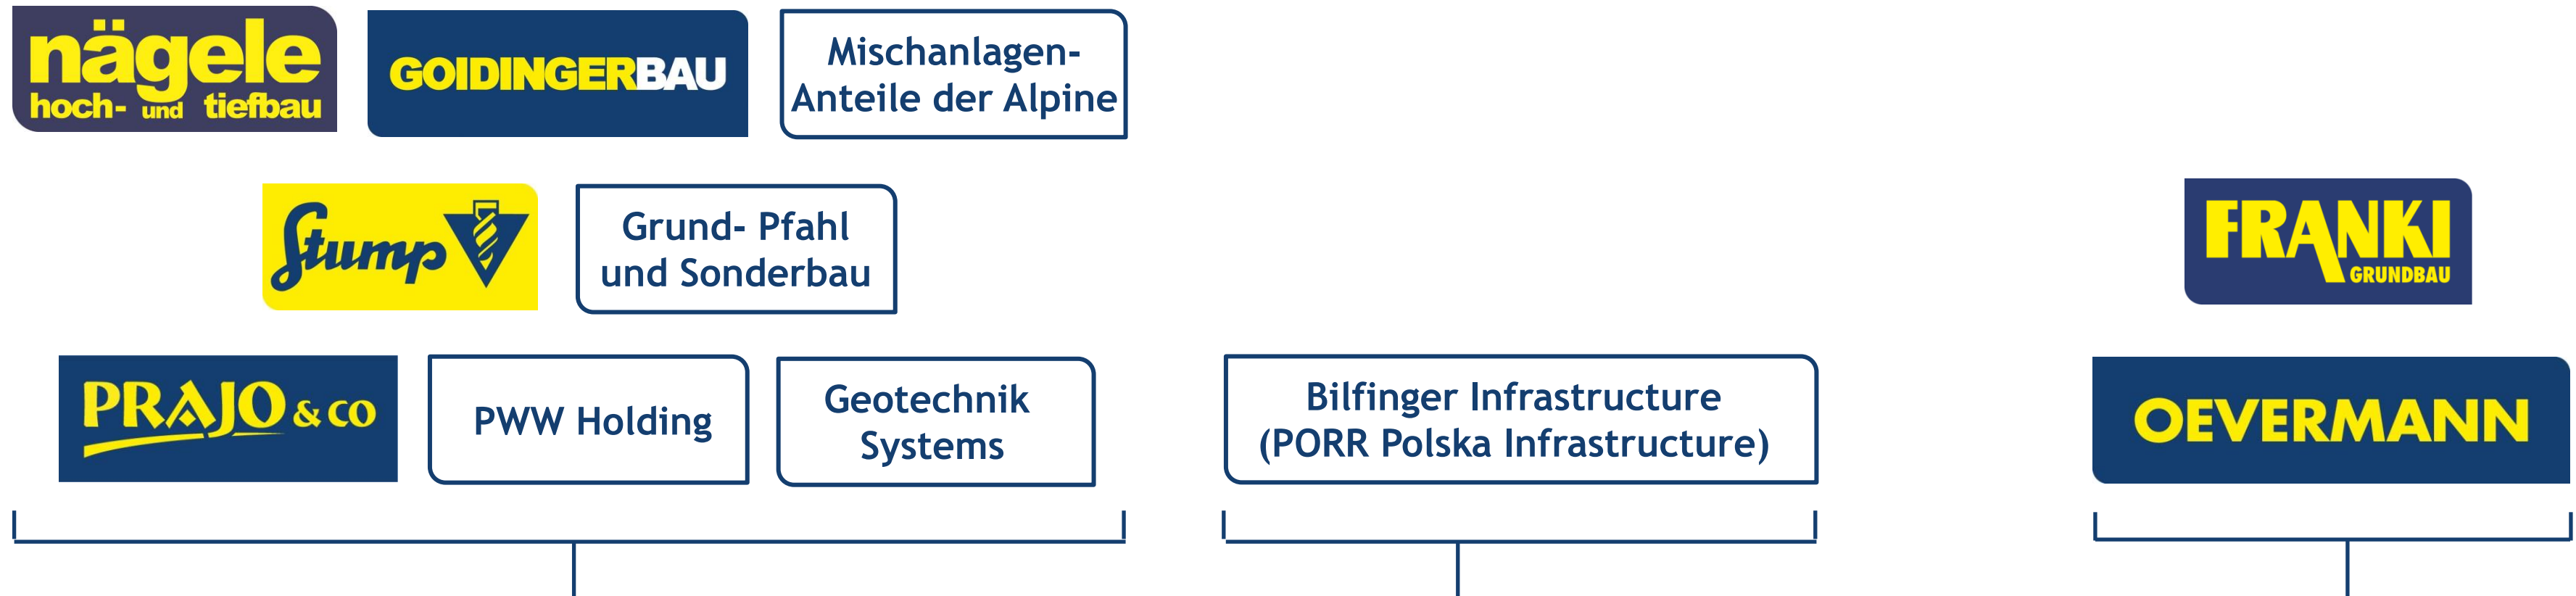 nägele
hoch- und tiefbau
GOIDINGERBAU
Mischanlagen-
Anteile der Alpine
Stump
Grund- Pfahl
und Sonderbau
FRANKI
GRUNDBAU
PRAJO & CO
PWW Holding
Geotechnik
Systems
Bilfinger Infrastructure
(PORR Polska Infrastructure)
OEVERMANN